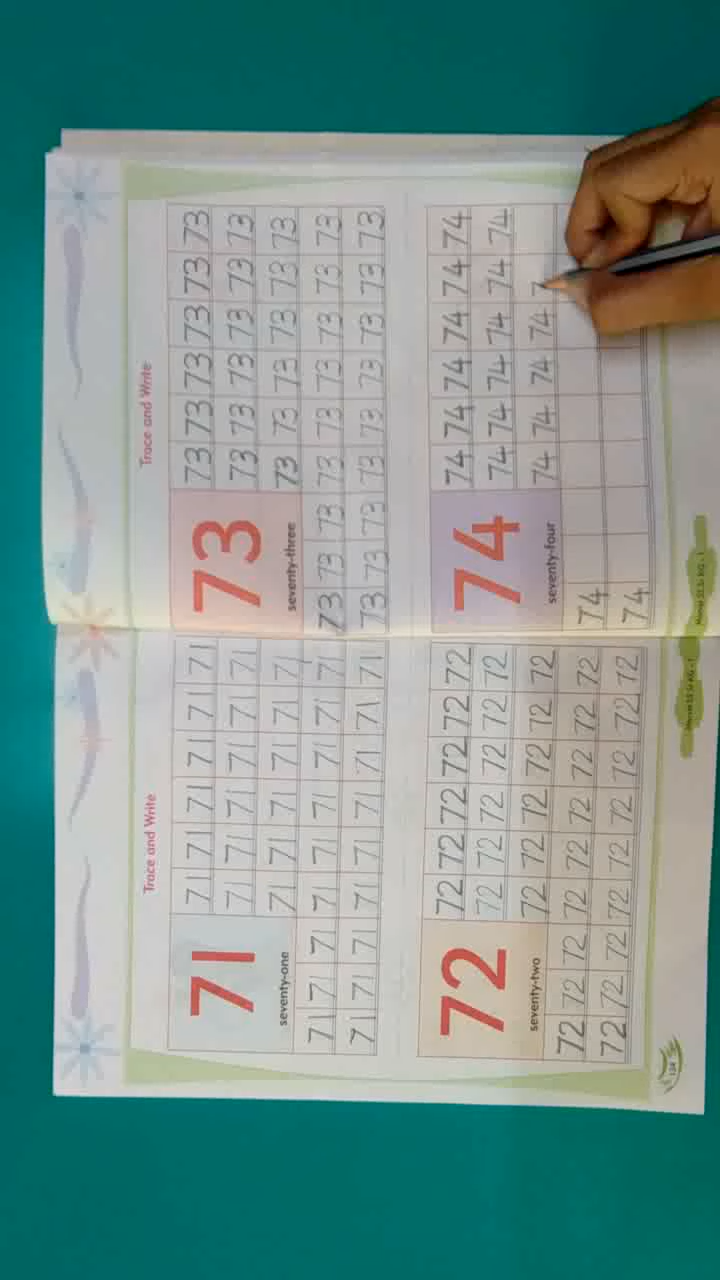 Trace and Write
71 71 71 71 71 71 71
71 71 71 71 71 71
seventy-one 71 71 71 71 71 71
71 71 71 71 71 71 71 71 71
71 71 71 71 71 71 71 71 71
72 72 72 72 72 72 72
72 72 72 72 72 72
seventy-two 72 72 72 72 72 72
72 72 72 72 72 72 72 72 72
72 72 72 72 72 72 72 72 72
Trace and Write
73 73 73 73 73 73 73
73 73 73 73 73 73
seventy-three 73 73 73 73 73 73
73 73 73 73 73 73 73 73 73
73 73 73 73 73 73 73 73 73
74 74 74 74 74 74 74
74 74 74 74 74 74
seventy-four 74 74 74 74 7
74
74